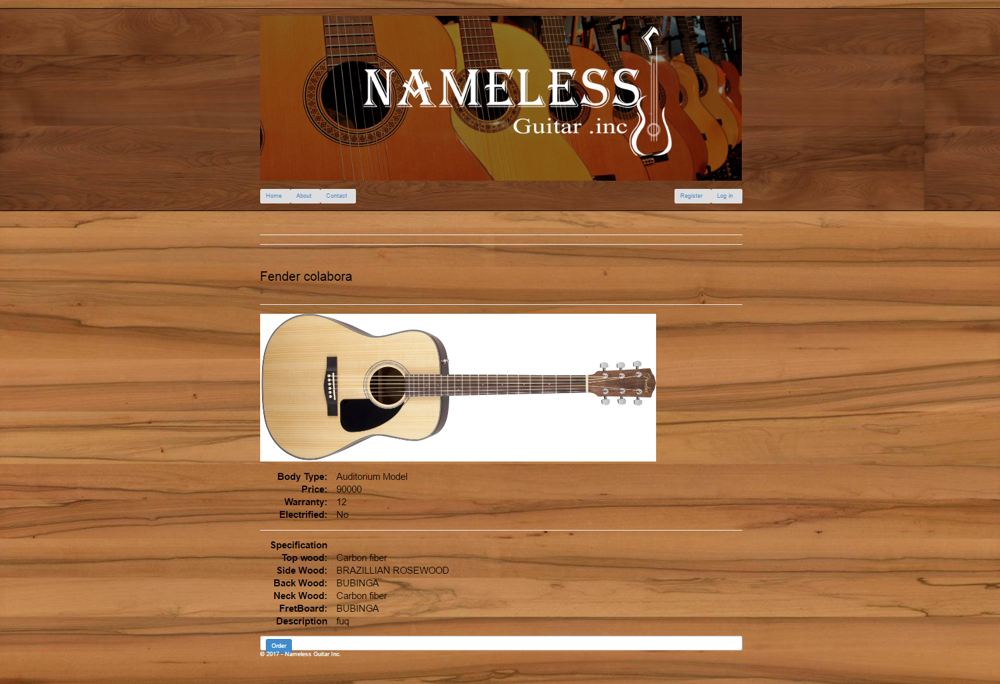 NAMELESS
Guitar .inc
Home About Contact Register Log in
Fender colabora
Fender
Body Type: Auditorium Model
Price: 90000
Warranty: 12
Electrified: No
Specification
Top wood: Carbon fiber
Side Wood: BRAZILLIAN ROSEWOOD
Back Wood: BUBINGA
Neck Wood: Carbon fiber
FretBoard: BUBINGA
Description fuq
Order
© 2017 - Nameless Guitar Inc.